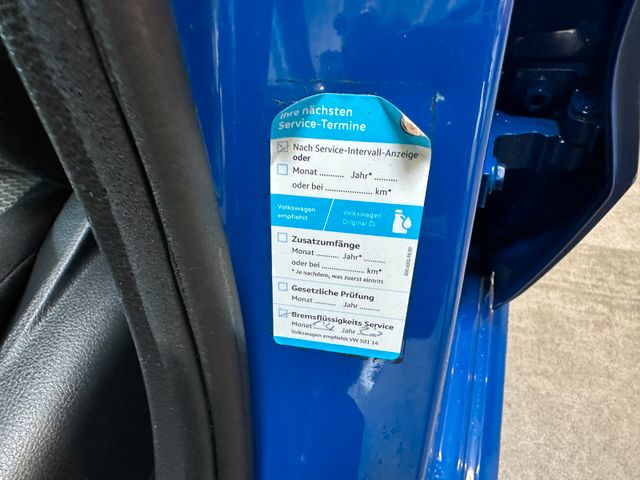 Ihre nächsten
Service-Termine
Nach Service-Intervall-Anzeige
oder
Monat .......... Jahr* ..........
oder bei .................... km*
Volkswagen
empfiehlt
Volkswagen
Original Öl
Zusatzumfänge
Monat .......... Jahr* ..........
oder bei .................... km*
* Je nachdem, was zuerst eintritt
Gesetzliche Prüfung
Monat .......... Jahr ..........
Bremsflüssigkeits Service
Monat Jahr
Volkswagen empfiehlt VW 501 14